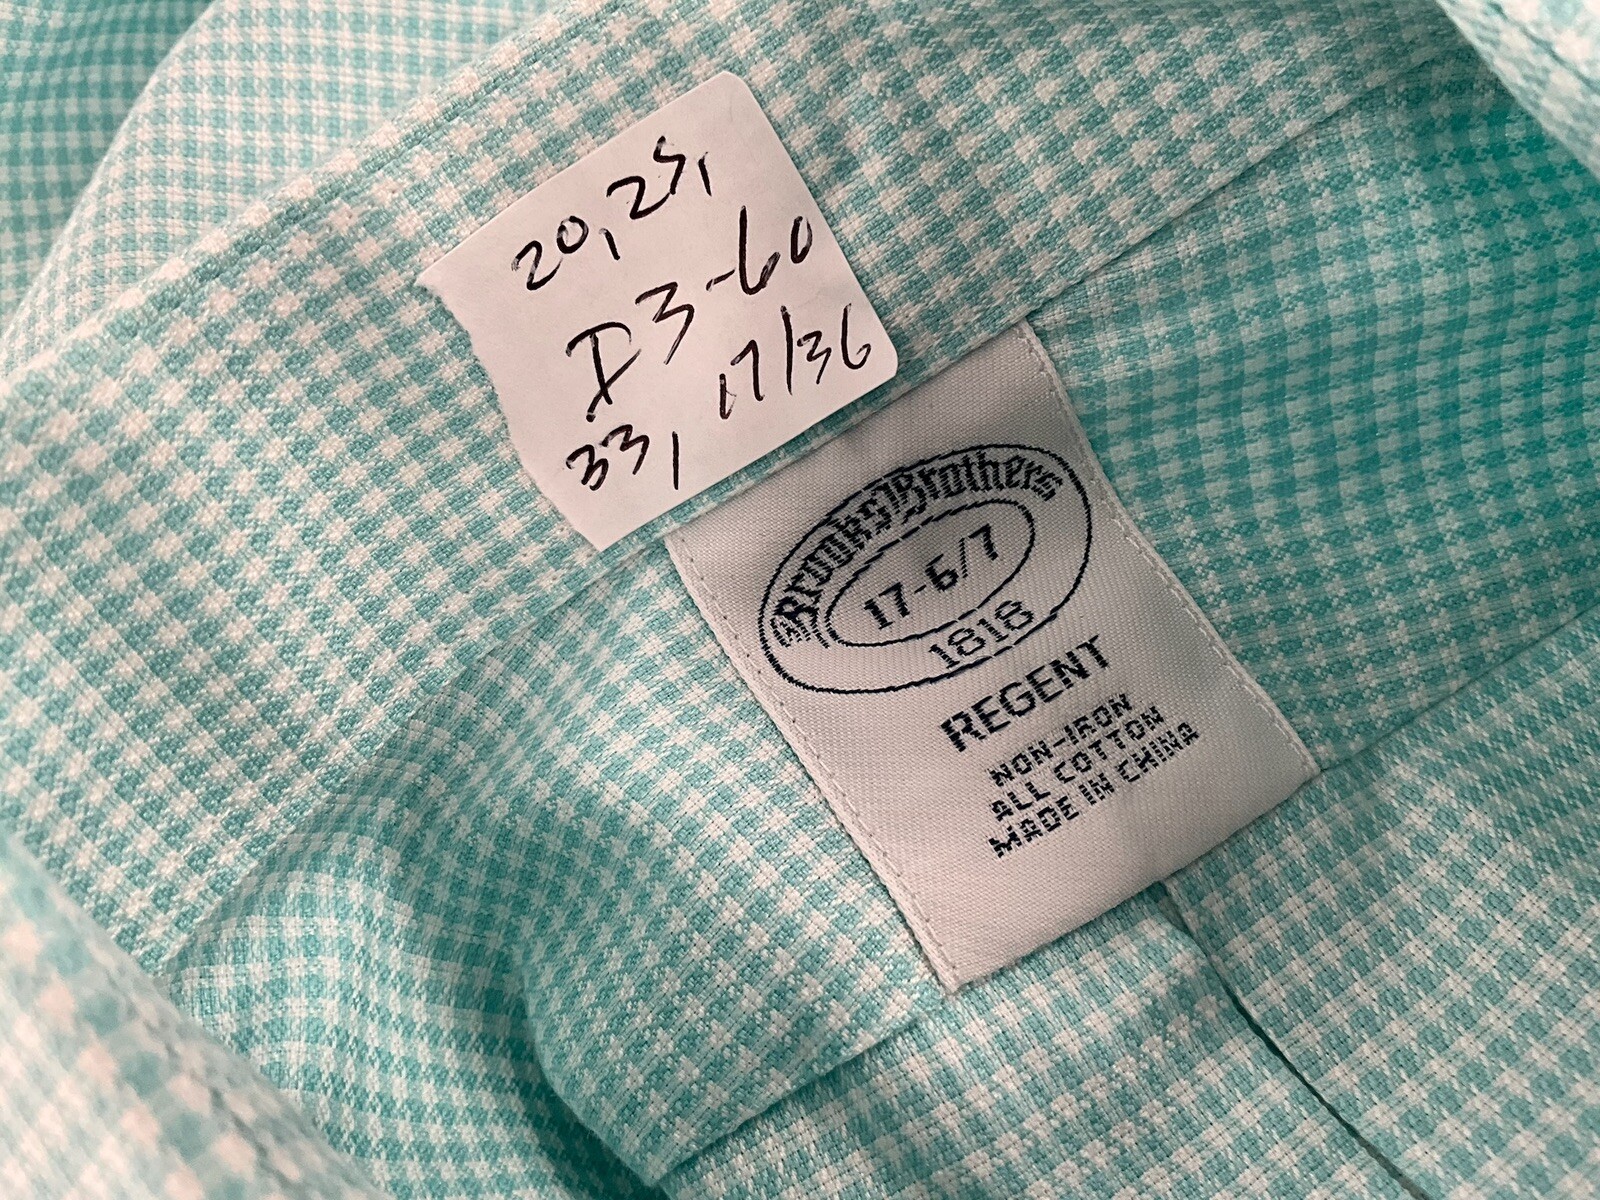 20, 25,
D3-60
33, 17/36
Brooks Brothers
17-6/7
1818
REGENT
NON-IRON
ALL COTTON
MADE IN CHINA